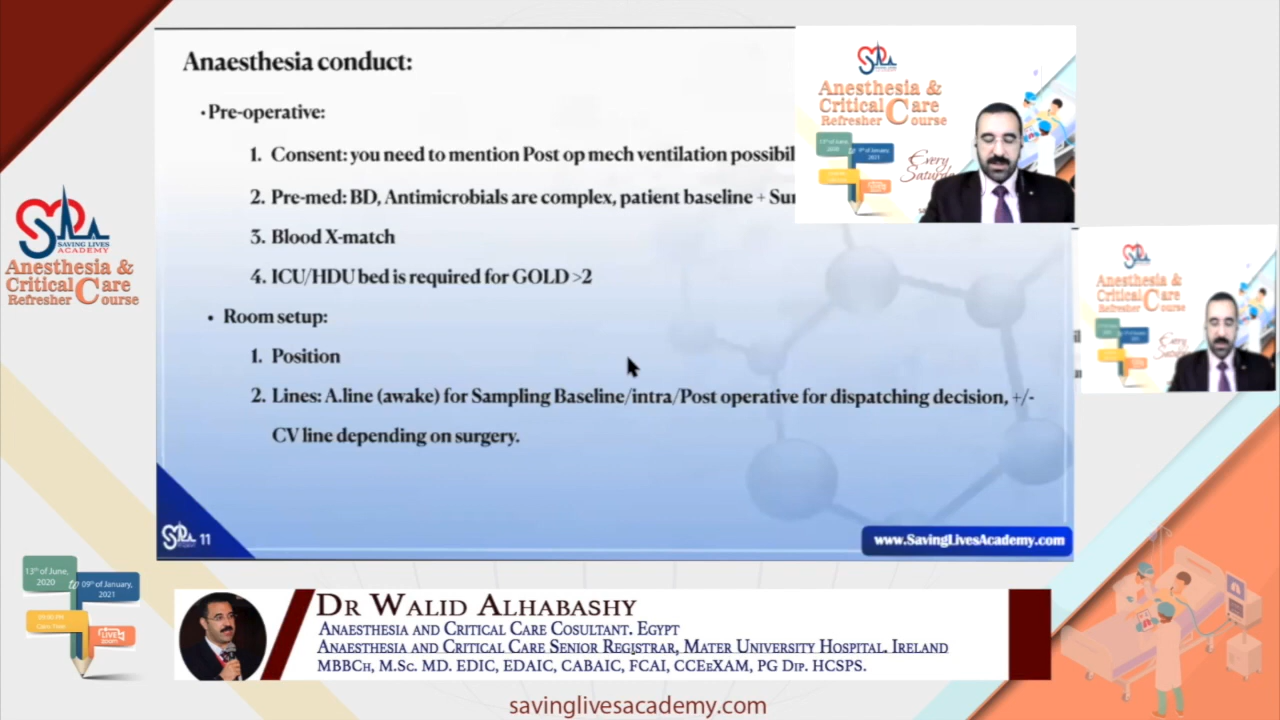 Anaesthesia conduct:
• Pre-operative:
1. Consent: you need to mention Post op mech ventilation possibil
2. Pre-med: BD, Antimicrobials are complex, patient baseline + Sur
3. Blood X-match
4. ICU/HDU bed is required for GOLD >2
• Room setup:
1. Position
2. Lines: A.line (awake) for Sampling Baseline/intra/Post operative for dispatching decision, +/-
CV line depending on surgery.
11
www.SavingLivesAcademy.com
Anesthesia &
Critical Care
Refresher Course
Every
Anesthesia &
Critical Care
Refresher Course
Every
SAVING LIVES
ACADEMY
Anesthesia &
Critical Care
Refresher Course
13th of June,
2020
09th of January,
2021
LIVE
zoom
DR WALID ALHABASHY
ANAESTHESIA AND CRITICAL CARE COSULTANT. EGYPT
ANAESTHESIA AND CRITICAL CARE SENIOR REGISTRAR, MATER UNIVERSITY HOSPITAL. IRELAND
MBBCH, M.SC. MD. EDIC, EDAIC, CABAIC, FCAI, CCEEXAM, PG DIP. HCSPS.
savinglivesacademy.com